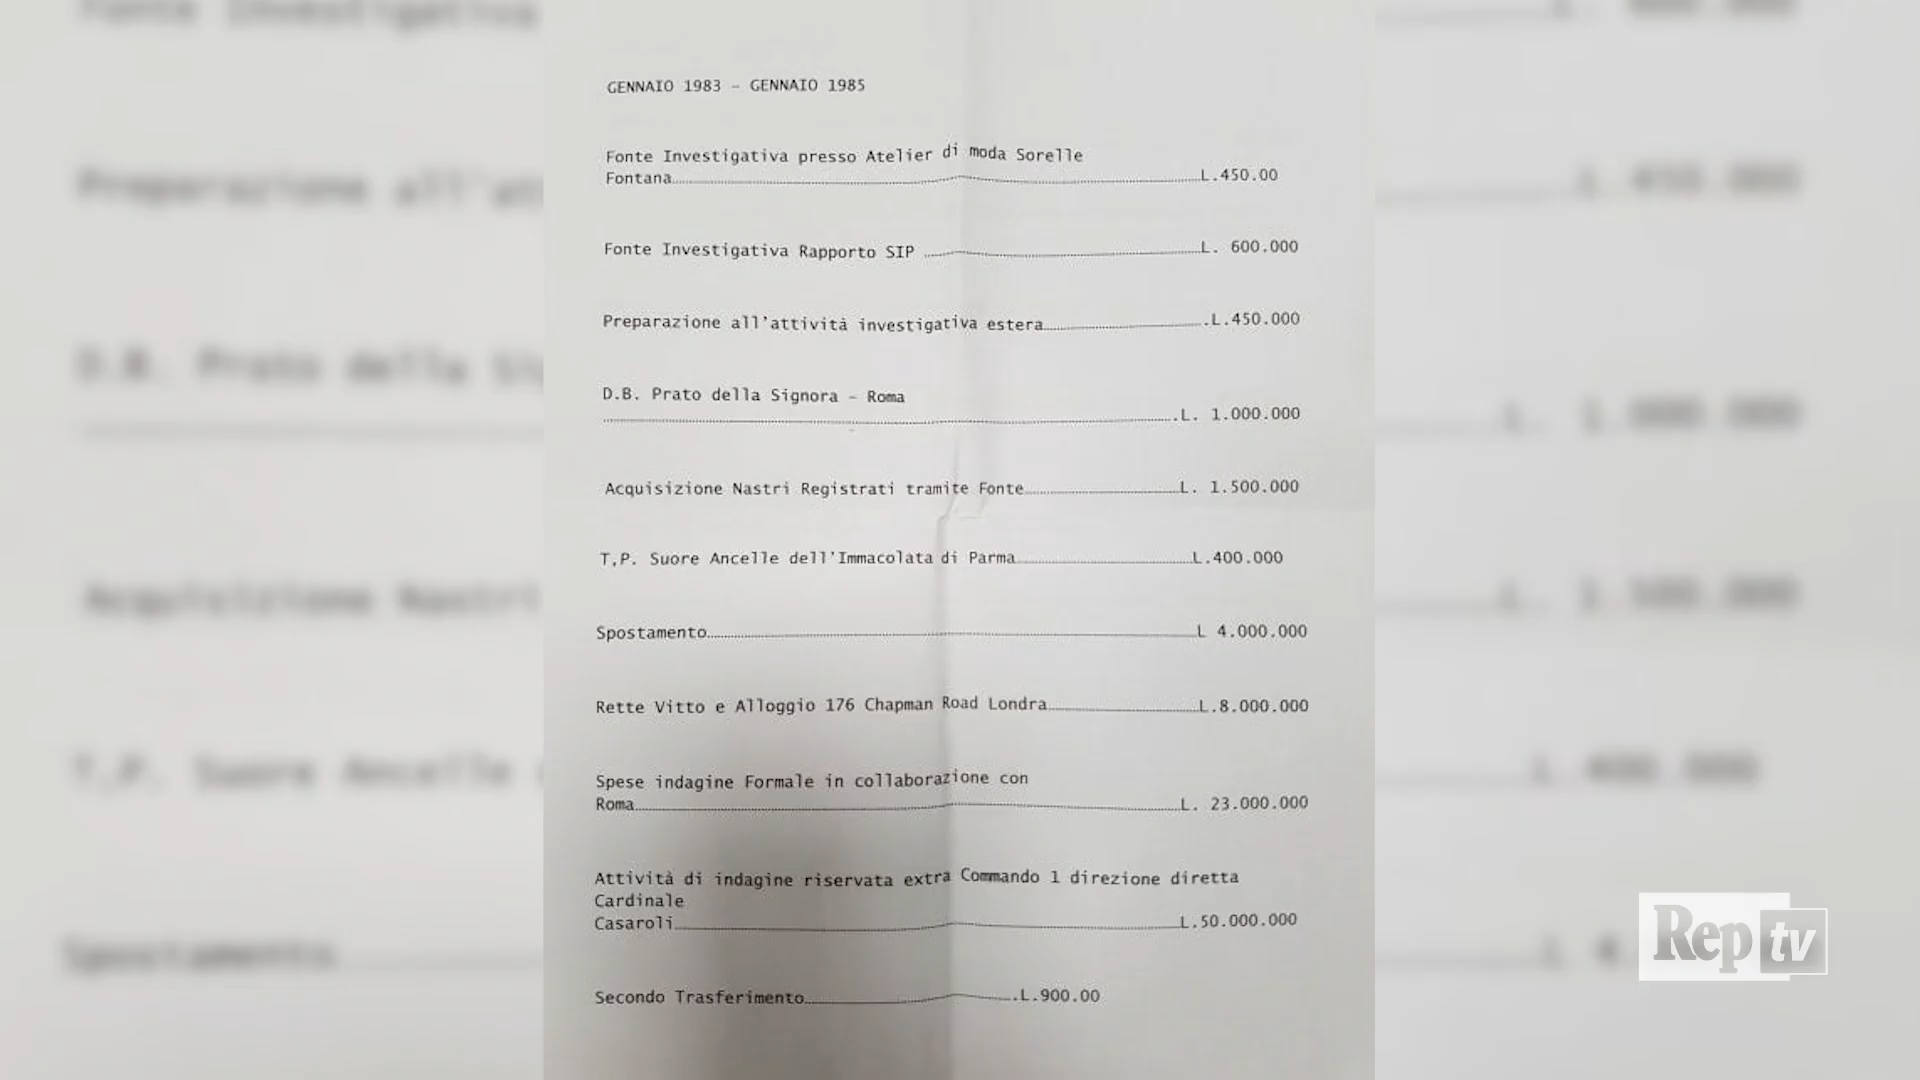 GENNAIO 1983 – GENNAIO 1985
Fonte Investigativa presso Atelier di moda Sorelle
Fontana....................L.450.00
Fonte Investigativa Rapporto SIP ....................L. 600.000
Preparazione all'attività investigativa estera.....................L.450.000
D.B. Prato della Signora – Roma
.....................L. 1.000.000
Acquisizione Nastri Registrati tramite Fonte....................L. 1.500.000
T,P. Suore Ancelle dell'Immacolata di Parma....................L.400.000
Spostamento....................L 4.000.000
Rette Vitto e Alloggio 176 Chapman Road Londra....................L.8.000.000
Spese indagine Formale in collaborazione con
Roma....................L. 23.000.000
Attività di indagine riservata extra Commando 1 direzione diretta
Cardinale
Casaroli....................L.50.000.000
Secondo Trasferimento.....................L.900.00
Rep tv